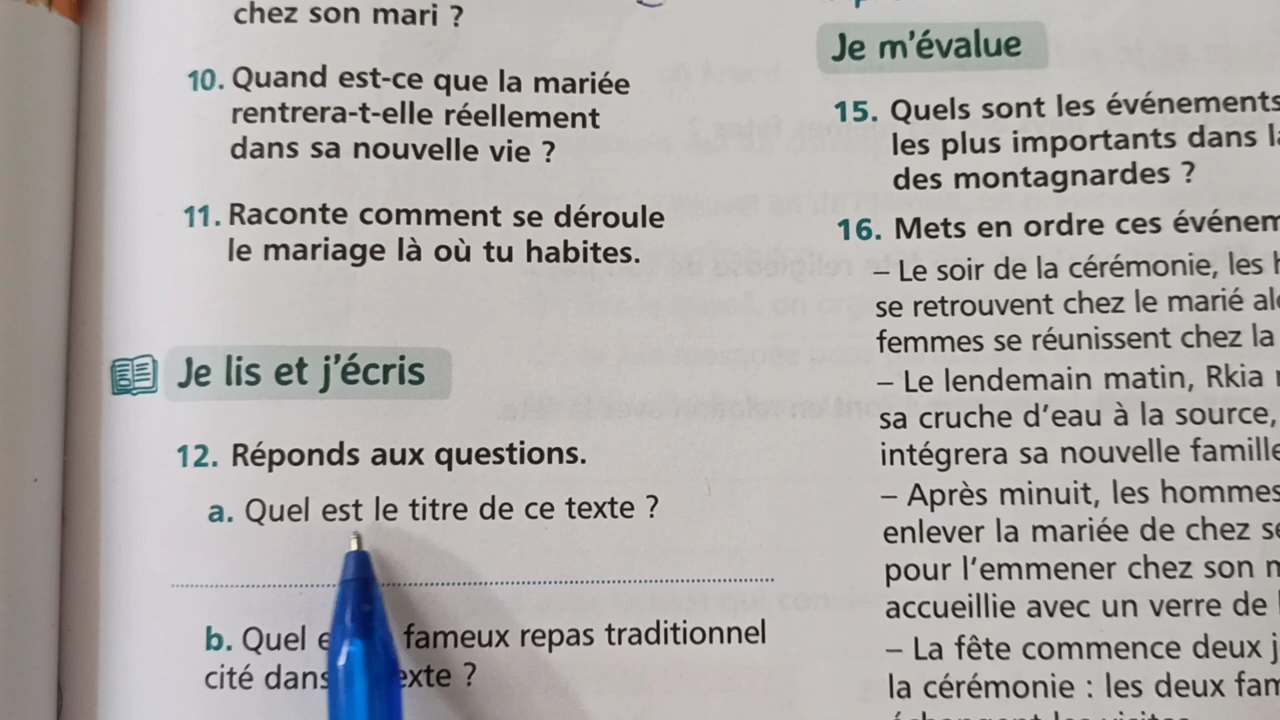 chez son mari ?
10. Quand est-ce que la mariée
rentrera-t-elle réellement
dans sa nouvelle vie ?
11. Raconte comment se déroule
le mariage là où tu habites.
Je lis et j'écris
12. Réponds aux questions.
a. Quel est le titre de ce texte ?
b. Quel fameux repas traditionnel
cité dans ?
Je m'évalue
15. Quels sont les événements
les plus importants dans
des montagnardes ?
16. Mets en ordre ces
– Le soir de la cérémonie, les
se retrouvent chez le marié
femmes se réunissent chez la
– Le lendemain matin, Rkia
sa cruche d'eau à la source,
intégrera sa nouvelle famille
– Après minuit, les hommes
enlever la mariée de chez
pour l'emmener chez son
accueillie avec un verre de
– La fête commence deux
la cérémonie : les deux